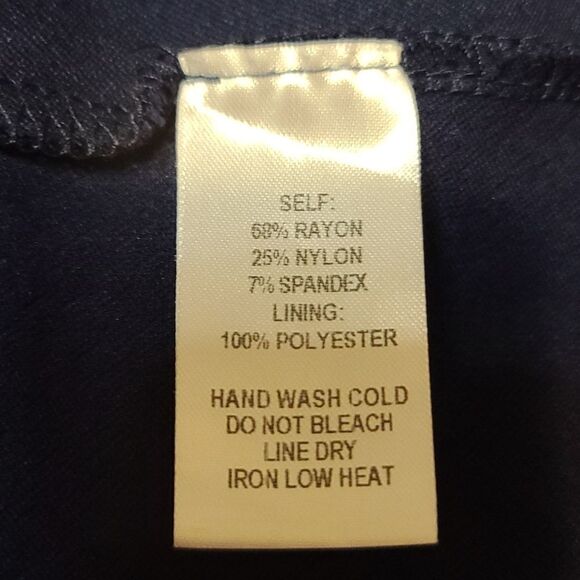 SELF:
68% RAYON
25% NYLON
7% SPANDEX
LINING:
100% POLYESTER
HAND WASH COLD
DO NOT BLEACH
LINE DRY
IRON LOW HEAT